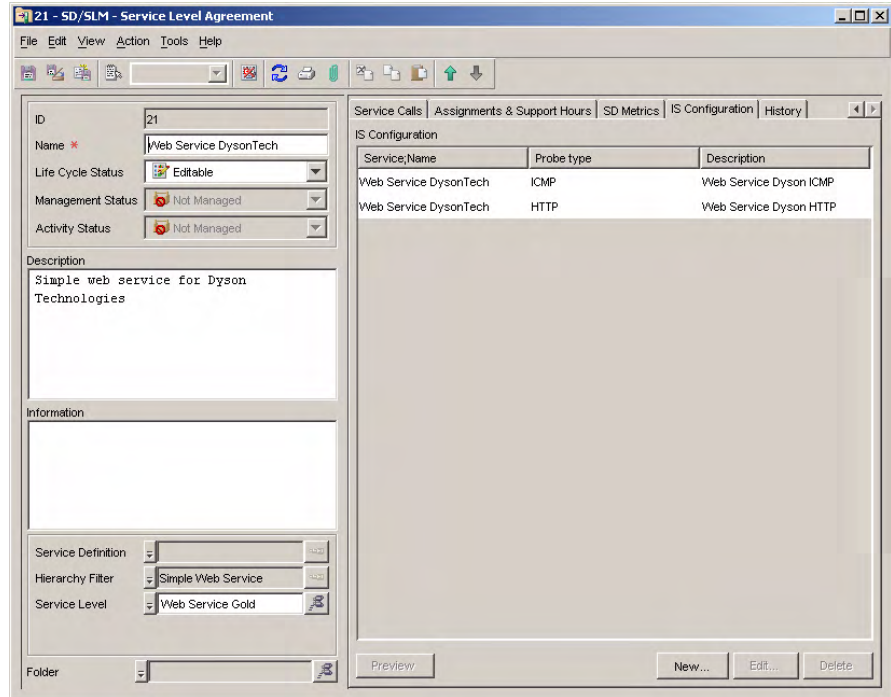 21 - SD/SLM - Service Level Agreement
File Edit View Action Tools Help
ID 21
Name * Web Service DysonTech
Life Cycle Status Editable
Management Status Not Managed
Activity Status Not Managed
Description
Simple web service for Dyson
Technologies
Information
Service Definition
Hierarchy Filter Simple Web Service
Service Level Web Service Gold
Folder
Service Calls Assignments & Support Hours SD Metrics IS Configuration History
IS Configuration
Service;Name Probe type Description
Web Service DysonTech ICMP Web Service Dyson ICMP
Web Service DysonTech HTTP Web Service Dyson HTTP
Preview New... Edit... Delete